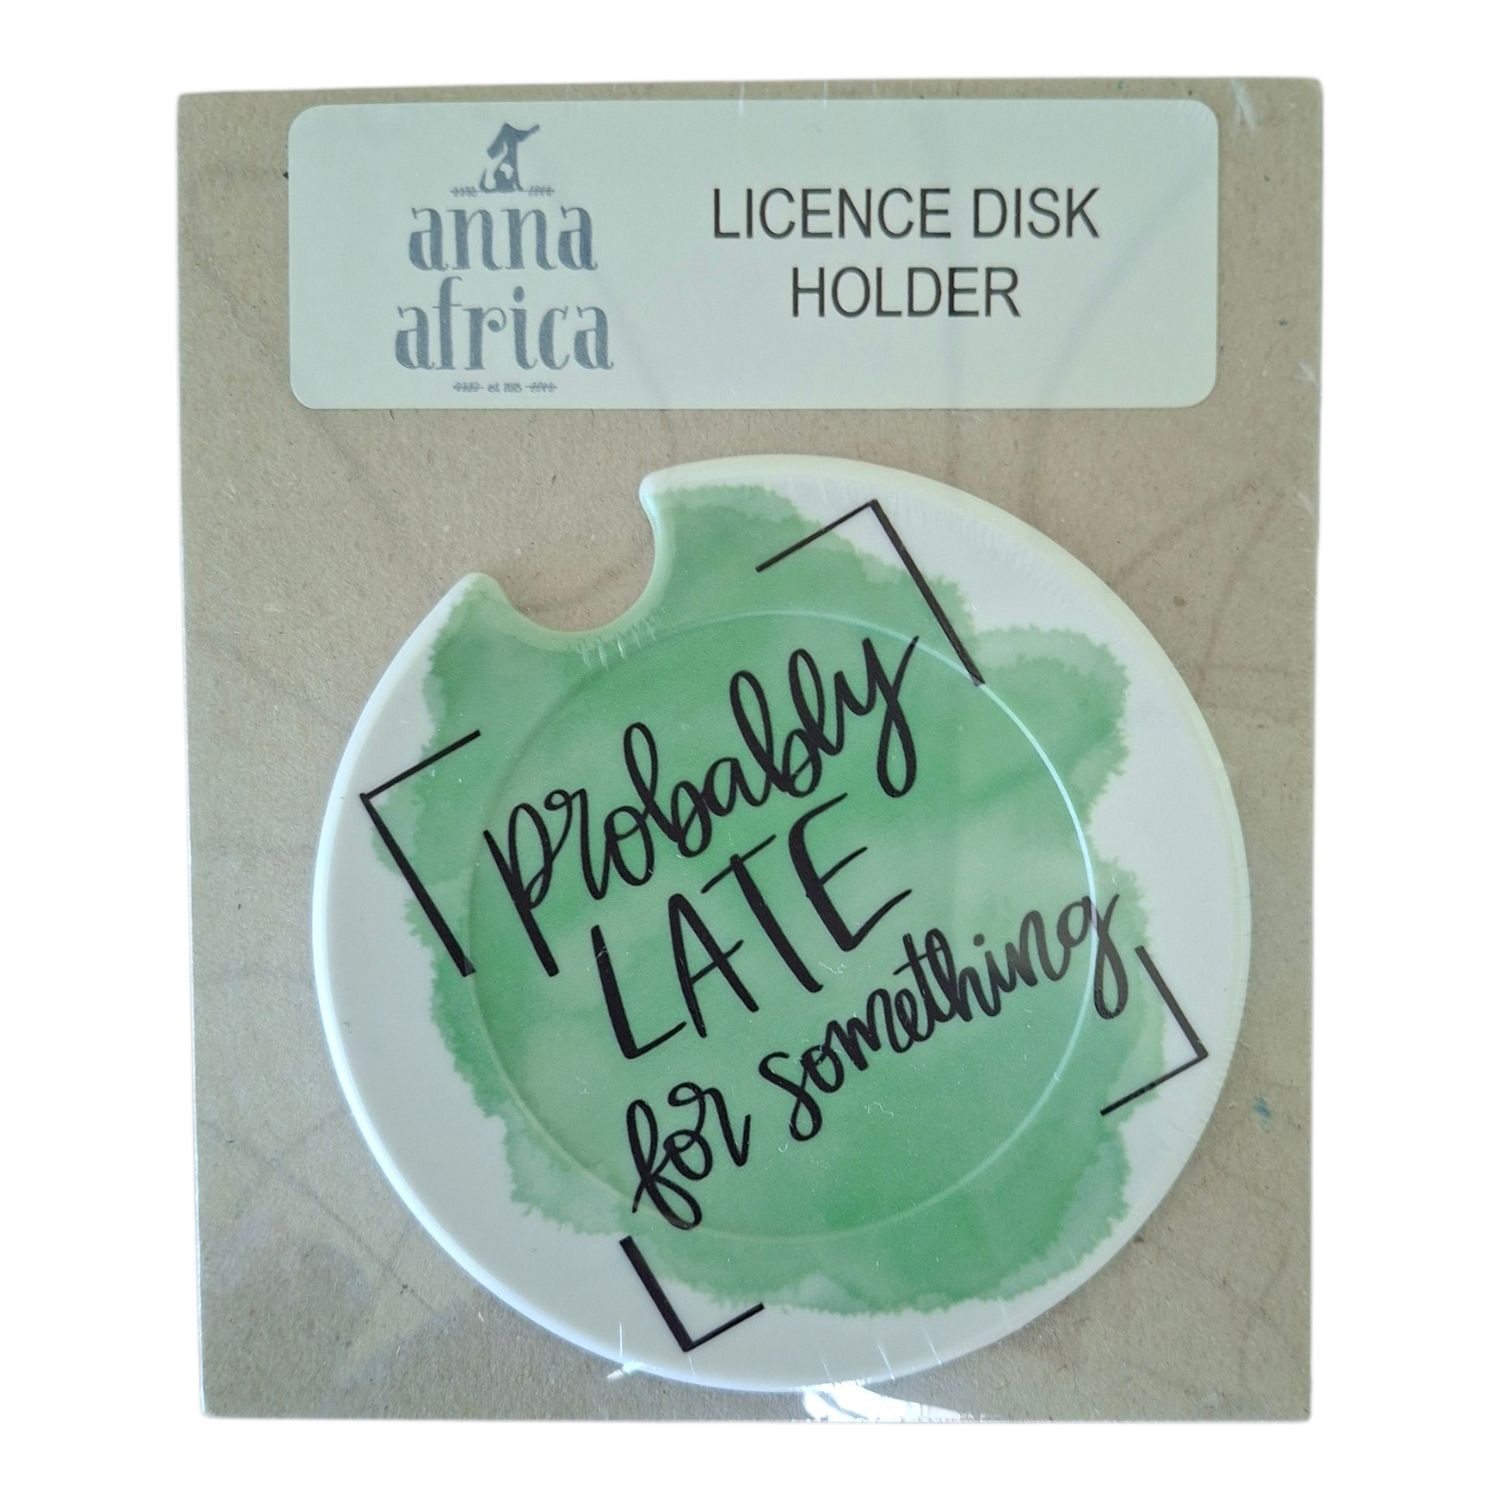 anna
africa
est. 2015
LICENCE DISK
HOLDER
probably
LATE
for something